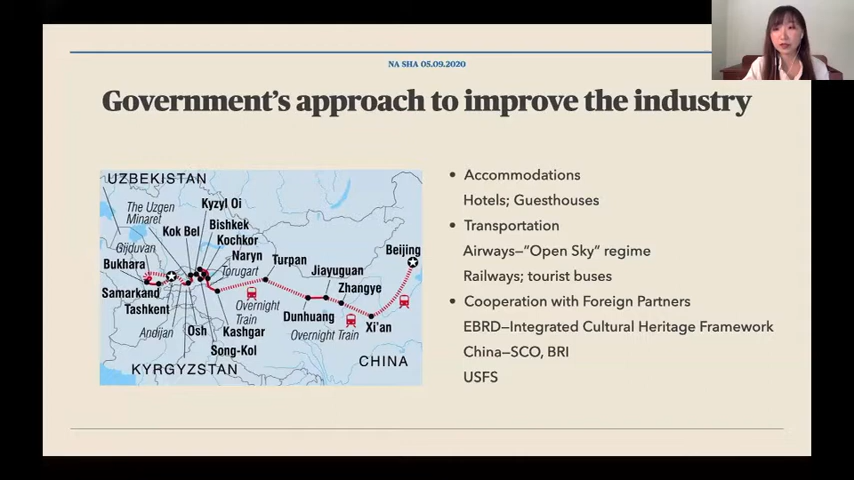 NA SHA 05.09.2020
Government's approach to improve the industry
UZBEKISTAN
The Uzgen
Minaret
Kyzyl Oi
Kok Bel
Bishkek
Kochkor
Gijduvan
Naryn
Torugart
Turpan
Beijing
Bukhara
Jiayuguan
Zhangye
Samarkand
Tashkent
Overnight
Train
Dunhuang
Xi'an
Andijan
Osh
Kashgar
Overnight Train
Song-Kol
CHINA
KYRGYZSTAN
• Accommodations
Hotels; Guesthouses
• Transportation
Airways—"Open Sky" regime
Railways; tourist buses
• Cooperation with Foreign Partners
EBRD—Integrated Cultural Heritage Framework
China—SCO, BRI
USFS